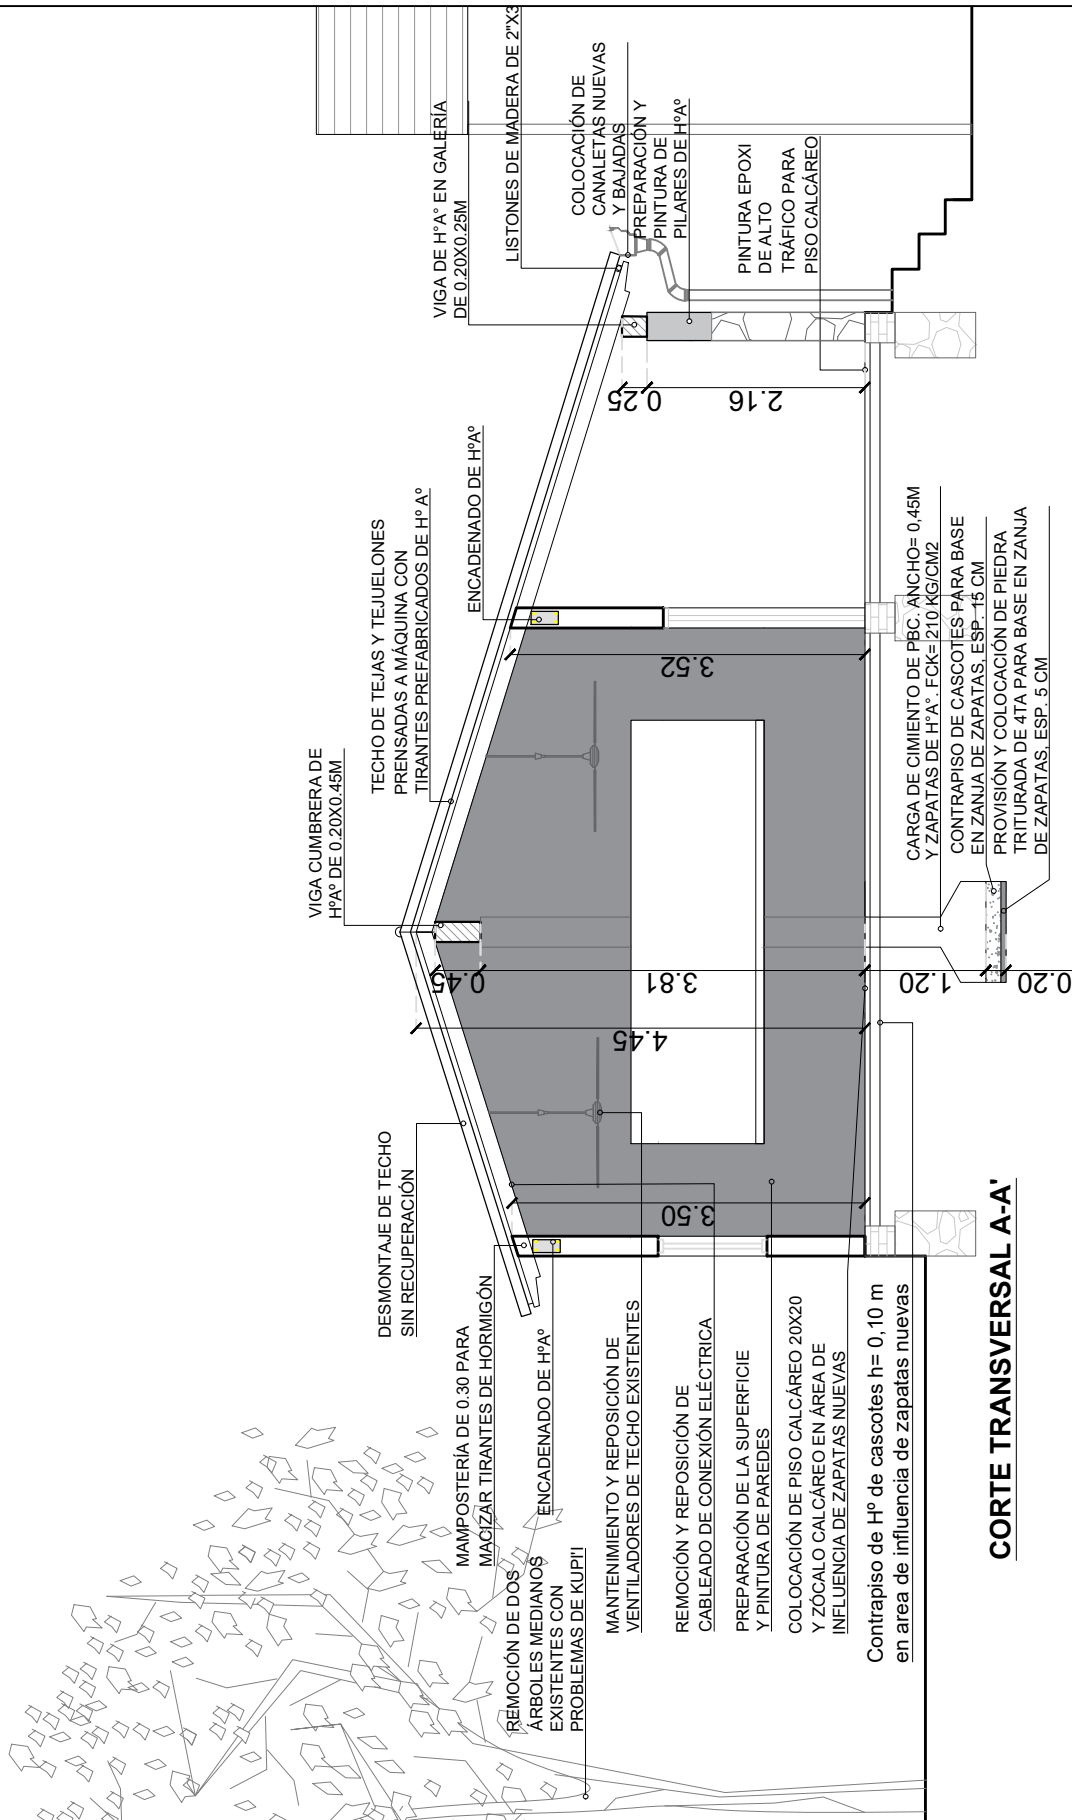 REMOCIÓN DE DOS
ÁRBOLES MEDIANOS
EXISTENTES CON
PROBLEMAS DE KUPI'I
MAMPOSTERÍA DE 0.30 PARA
MACIZAR TIRANTES DE HORMIGÓN
ENCADENADO DE HºAº
MANTENIMIENTO Y REPOSICIÓN DE
VENTILADORES DE TECHO EXISTENTES
REMOCIÓN Y REPOSICIÓN DE
CABLEADO DE CONEXIÓN ELÉCTRICA
PREPARACIÓN DE LA SUPERFICIE
Y PINTURA DE PAREDES
COLOCACIÓN DE PISO CALCÁREO 20X20
Y ZÓCALO CALCÁREO EN ÁREA DE
INFLUENCIA DE ZAPATAS NUEVAS
Contrapiso de Hº de cascotes h= 0,10 m
en area de influencia de zapatas nuevas
DESMONTAJE DE TECHO
SIN RECUPERACIÓN
VIGA CUMBRERA DE
HºAº DE 0.20X0.45M
TECHO DE TEJAS Y TEJUELONES
PRENSADAS A MÁQUINA CON
TIRANTES PREFABRICADOS DE Hº Aº
ENCADENADO DE HºAº
VIGA DE H°A° EN GALERÍA
DE 0.20X0.25M
LISTONES DE MADERA DE 2"X3
COLOCACIÓN DE
CANALETAS NUEVAS
Y BAJADAS
PREPARACIÓN Y
PINTURA DE
PILARES DE HºAº
PINTURA EPOXI
DE ALTO
TRÁFICO PARA
PISO CALCÁREO
3.50
4.45
0.45
3.81
1.20
0.20
3.52
0.25
2.16
CARGA DE CIMIENTO DE PBC. ANCHO= 0,45M
Y ZAPATAS DE H°A°. FCK= 210 KG/CM2
CONTRAPISO DE CASCOTES PARA BASE
EN ZANJA DE ZAPATAS, ESP. 15 CM
PROVISIÓN Y COLOCACIÓN DE PIEDRA
TRITURADA DE 4TA PARA BASE EN ZANJA
DE ZAPATAS, ESP. 5 CM
CORTE TRANSVERSAL A-A'